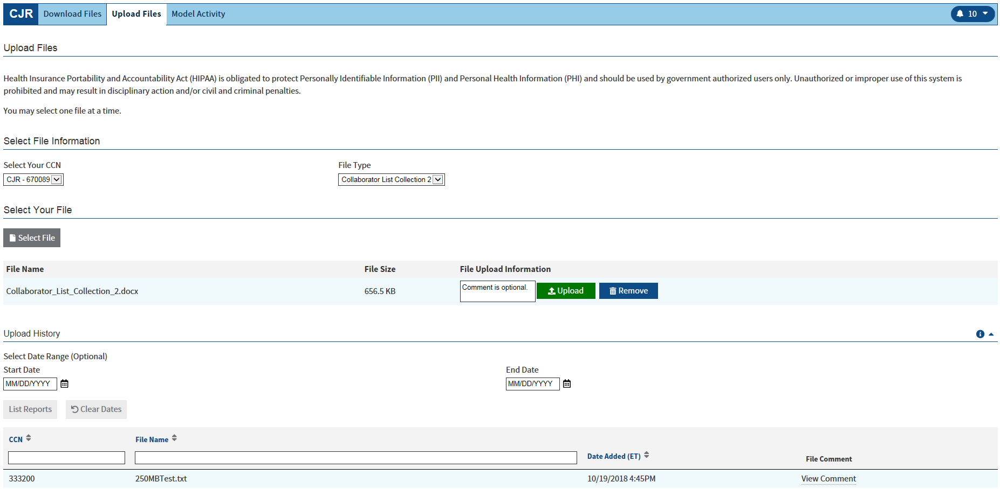 CJR Download Files Upload Files Model Activity 10
Upload Files
Health Insurance Portability and Accountability Act (HIPAA) is obligated to protect Personally Identifiable Information (PII) and Personal Health Information (PHI) and should be used by government authorized users only. Unauthorized or improper use of this system is
prohibited and may result in disciplinary action and/or civil and criminal penalties.
You may select one file at a time.
Select File Information
Select Your CCN File Type
CJR - 670089 Collaborator List Collection 2
Select Your File
Select File
File Name File Size File Upload Information
Collaborator_List_Collection_2.docx 656.5 KB Comment is optional. Upload Remove
Upload History
Select Date Range (Optional)
Start Date End Date
MM/DD/YYYY MM/DD/YYYY
List Reports Clear Dates
CCN File Name
Date Added (ET) File Comment
333200 250MBTest.txt 10/19/2018 4:45PM View Comment